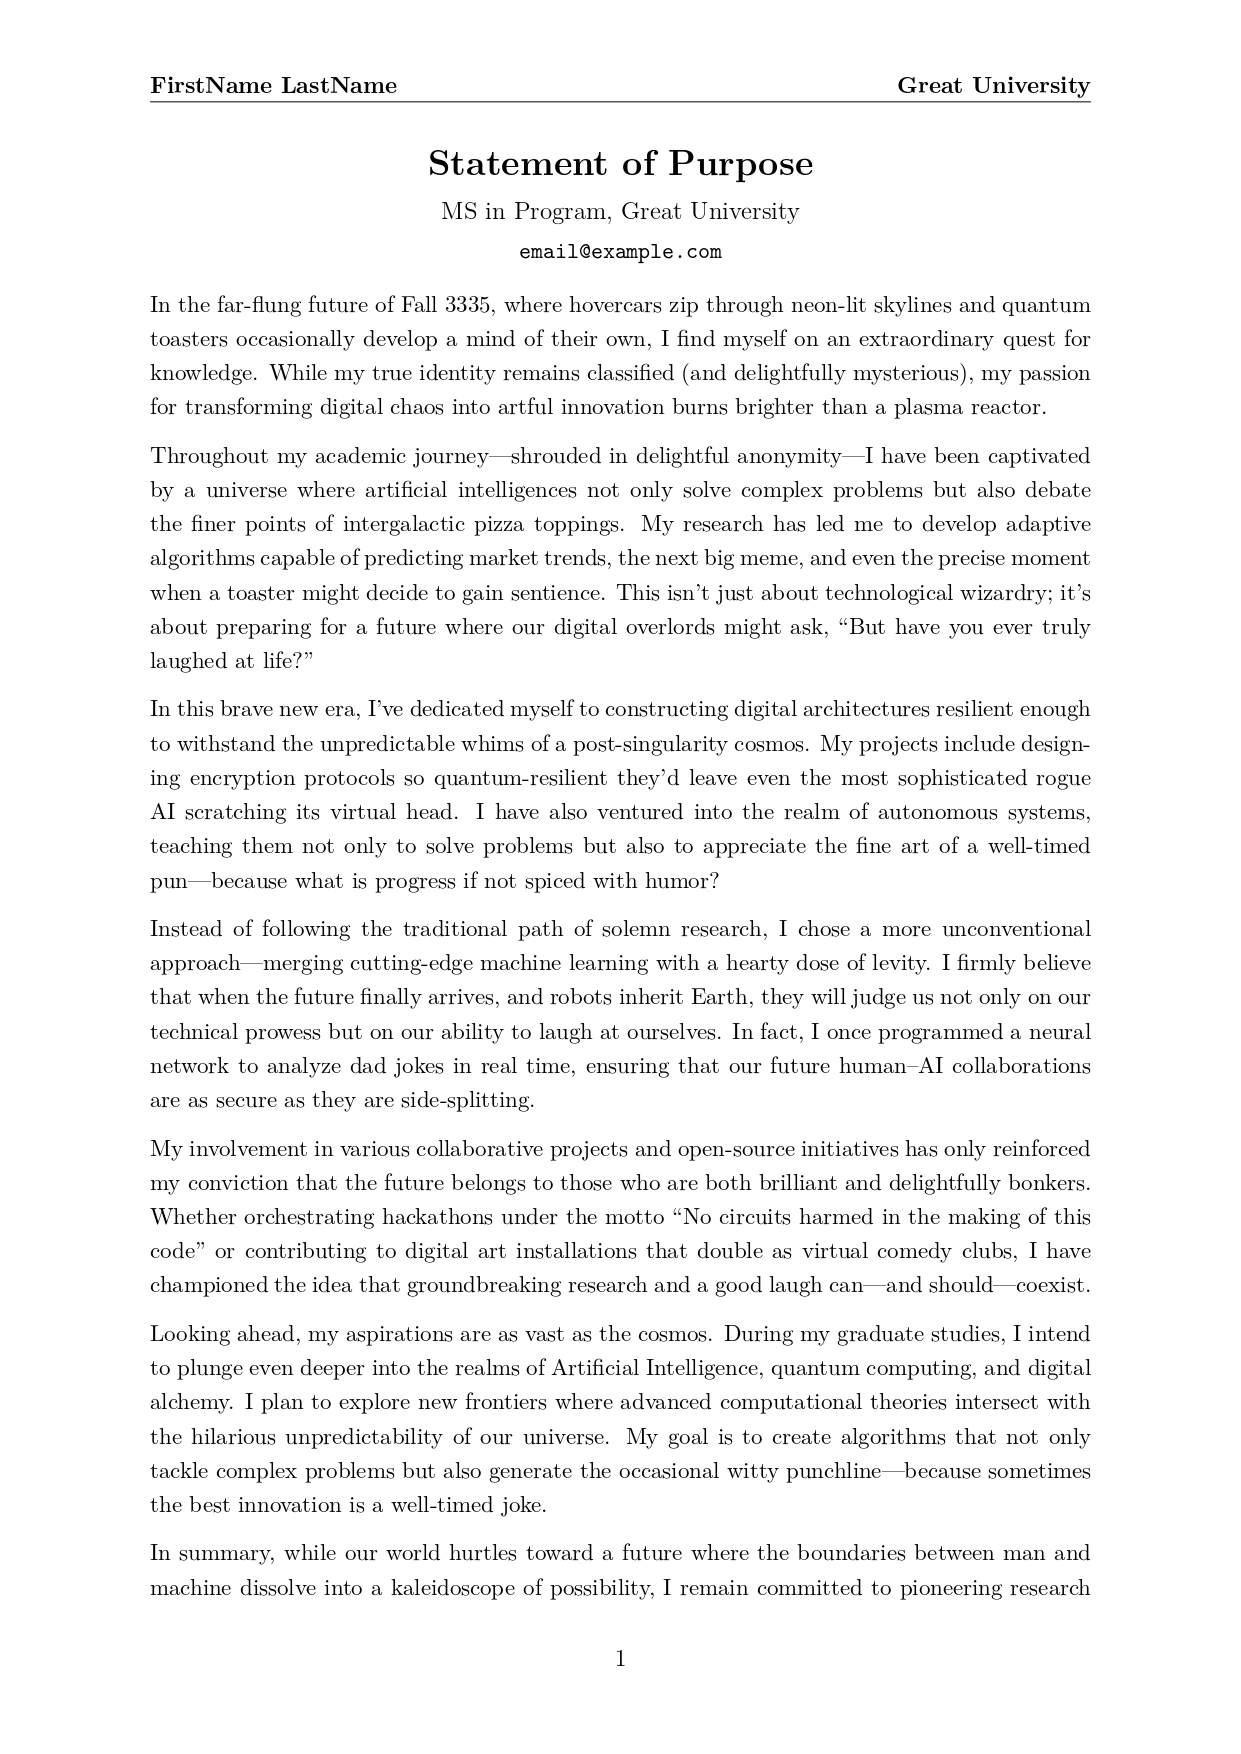 FirstName LastName Great University
Statement of Purpose
MS in Program, Great University
email@example.com
In the far-flung future of Fall 3335, where hovercars zip through neon-lit skylines and quantum
toasters occasionally develop a mind of their own, I find myself on an extraordinary quest for
knowledge. While my true identity remains classified (and delightfully mysterious), my passion
for transforming digital chaos into artful innovation burns brighter than a plasma reactor.
Throughout my academic journey—shrouded in delightful anonymity—I have been captivated
by a universe where artificial intelligences not only solve complex problems but also debate
the finer points of intergalactic pizza toppings. My research has led me to develop adaptive
algorithms capable of predicting market trends, the next big meme, and even the precise moment
when a toaster might decide to gain sentience. This isn't just about technological wizardry; it's
about preparing for a future where our digital overlords might ask, “But have you ever truly
laughed at life?”
In this brave new era, I've dedicated myself to constructing digital architectures resilient enough
to withstand the unpredictable whims of a post-singularity cosmos. My projects include design-
ing encryption protocols so quantum-resilient they'd leave even the most sophisticated rogue
AI scratching its virtual head. I have also ventured into the realm of autonomous systems,
teaching them not only to solve problems but also to appreciate the fine art of a well-timed
pun—because what is progress if not spiced with humor?
Instead of following the traditional path of solemn research, I chose a more unconventional
approach—merging cutting-edge machine learning with a hearty dose of levity. I firmly believe
that when the future finally arrives, and robots inherit Earth, they will judge us not only on our
technical prowess but on our ability to laugh at ourselves. In fact, I once programmed a neural
network to analyze dad jokes in real time, ensuring that our future human–AI collaborations
are as secure as they are side-splitting.
My involvement in various collaborative projects and open-source initiatives has only reinforced
my conviction that the future belongs to those who are both brilliant and delightfully bonkers.
Whether orchestrating hackathons under the motto “No circuits harmed in the making of this
code” or contributing to digital art installations that double as virtual comedy clubs, I have
championed the idea that groundbreaking research and a good laugh can—and should—coexist.
Looking ahead, my aspirations are as vast as the cosmos. During my graduate studies, I intend
to plunge even deeper into the realms of Artificial Intelligence, quantum computing, and digital
alchemy. I plan to explore new frontiers where advanced computational theories intersect with
the hilarious unpredictability of our universe. My goal is to create algorithms that not only
tackle complex problems but also generate the occasional witty punchline—because sometimes
the best innovation is a well-timed joke.
In summary, while our world hurtles toward a future where the boundaries between man and
machine dissolve into a kaleidoscope of possibility, I remain committed to pioneering research
1